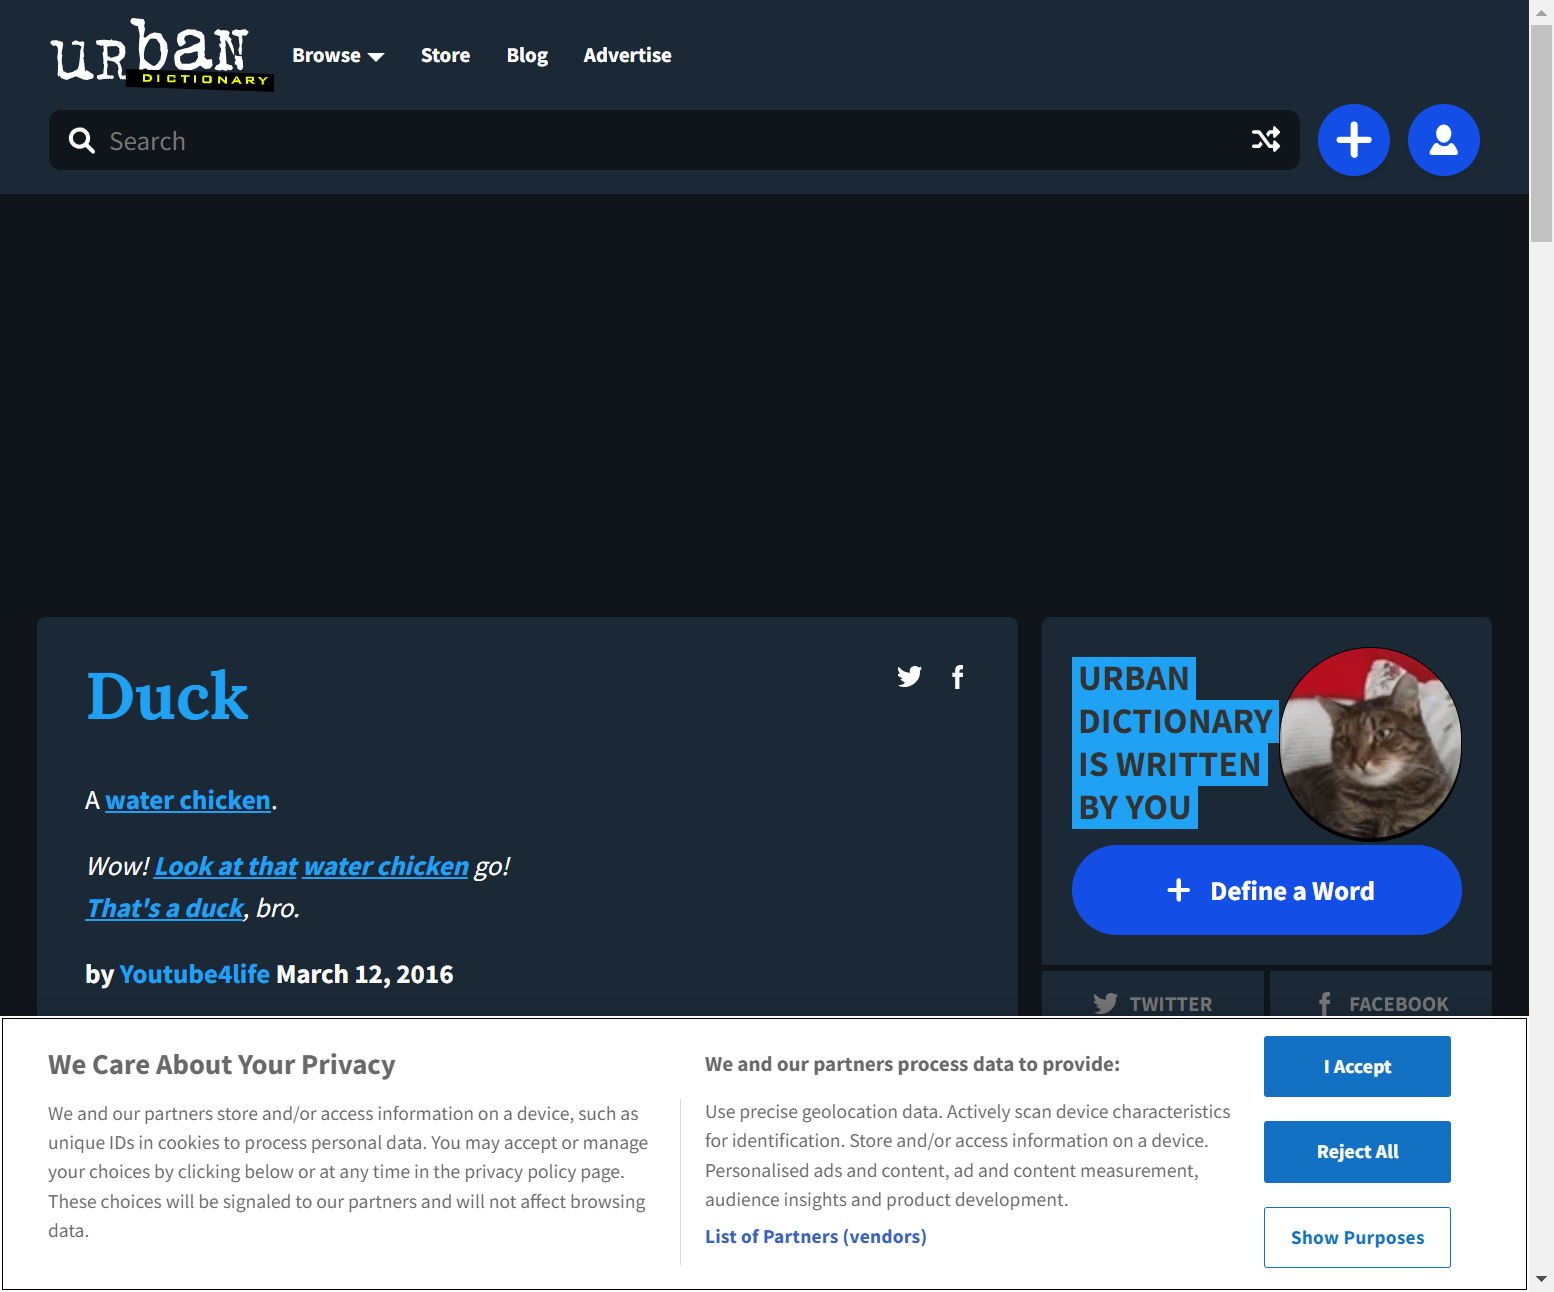 urban
DICTIONARY
Browse
Store
Blog
Advertise
Search
Duck
A water chicken.
Wow! Look at that water chicken go!
That's a duck, bro.
by Youtube4life March 12, 2016
URBAN
DICTIONARY
IS WRITTEN
BY YOU
Define a Word
TWITTER
FACEBOOK
We Care About Your Privacy
We and our partners store and/or access information on a device, such as
unique IDs in cookies to process personal data. You may accept or manage
your choices by clicking below or at any time in the privacy policy page.
These choices will be signaled to our partners and will not affect browsing
data.
We and our partners process data to provide:
Use precise geolocation data. Actively scan device characteristics
for identification. Store and/or access information on a device.
Personalised ads and content, ad and content measurement,
audience insights and product development.
List of Partners (vendors)
I Accept
Reject All
Show Purposes